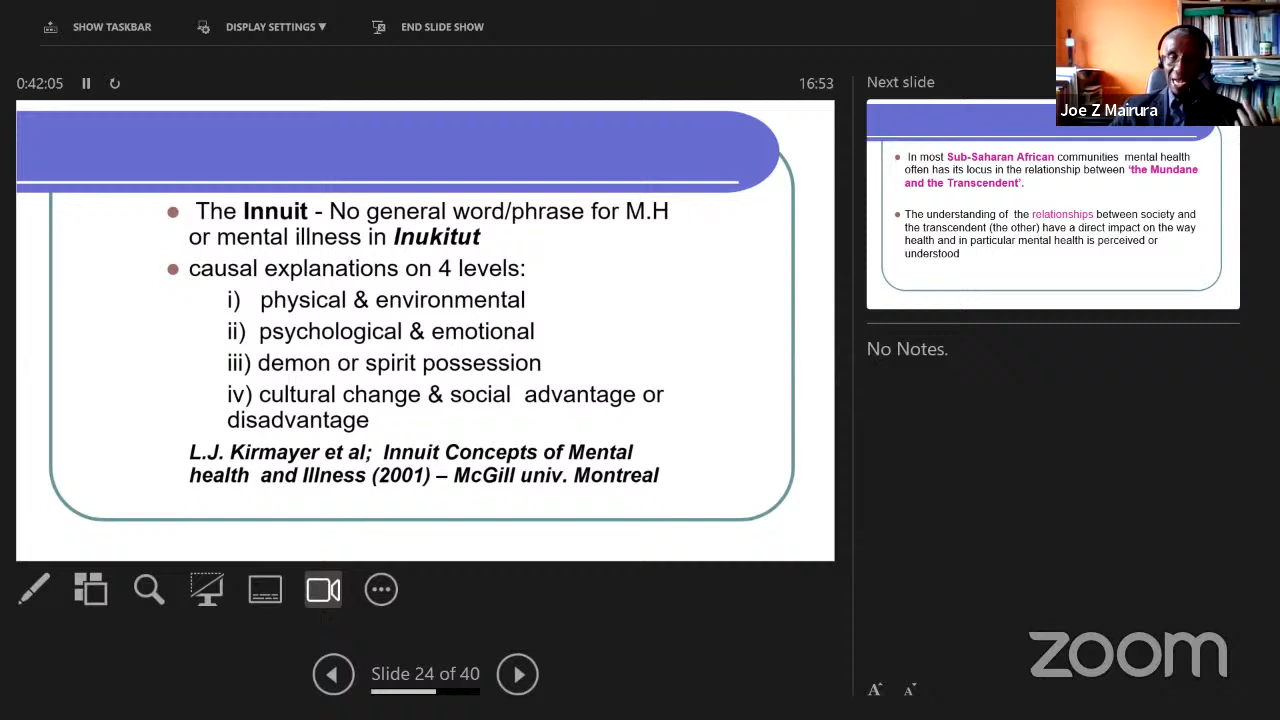 SHOW TASKBAR
DISPLAY SETTINGS ▼
END SLIDE SHOW
0:42:05
16:53
Next slide
Joe Z Mairura
• The Innuit - No general word/phrase for M.H
or mental illness in Inukitut
• causal explanations on 4 levels:
i) physical & environmental
ii) psychological & emotional
iii) demon or spirit possession
iv) cultural change & social advantage or
disadvantage
L.J. Kirmayer et al; Innuit Concepts of Mental
health and Illness (2001) – McGill univ. Montreal
• In most Sub-Saharan African communities mental health
often has its locus in the relationship between ‘the Mundane
and the Transcendent’.
• The understanding of the relationships between society and
the transcendent (the other) have a direct impact on the way
health and in particular mental health is perceived or
understood
No Notes.
Slide 24 of 40
A A
zoom